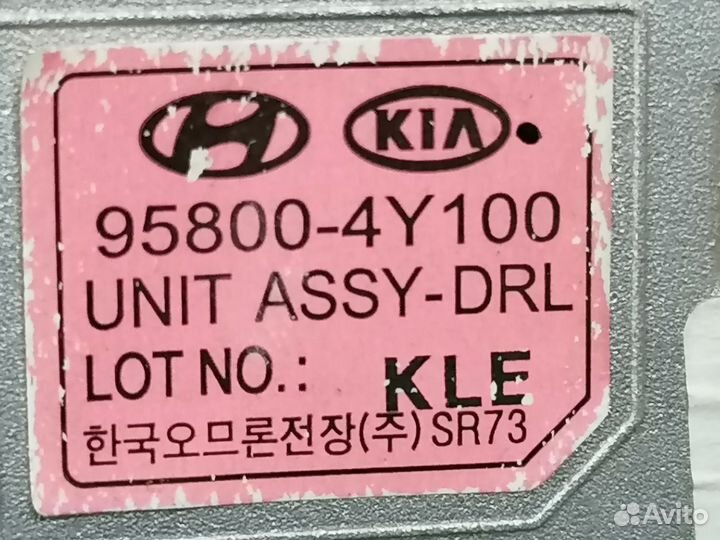 KIA
95800-4Y100
UNIT ASSY-DRL
LOT NO.: KLE
한국오므론전장(주) SR73
Avito